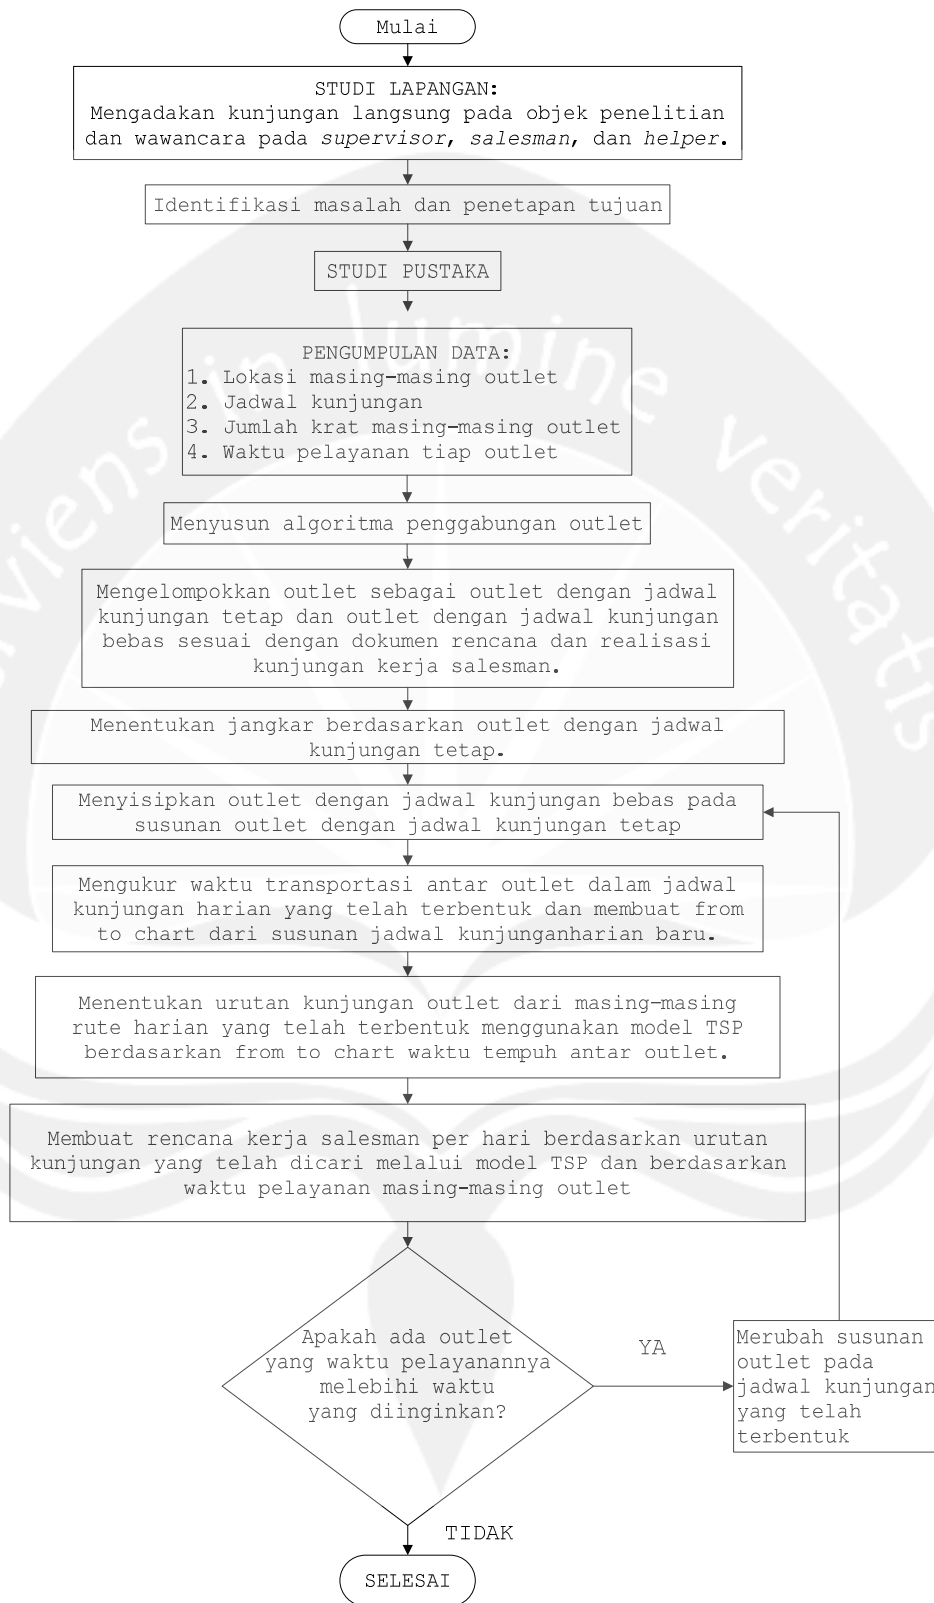 Mulai
STUDI LAPANGAN:
Mengadakan kunjungan langsung pada objek penelitian
dan wawancara pada supervisor, salesman, dan helper.
Identifikasi masalah dan penetapan tujuan
STUDI PUSTAKA
PENGUMPULAN DATA:
1. Lokasi masing-masing outlet
2. Jadwal kunjungan
3. Jumlah krat masing-masing outlet
4. Waktu pelayanan tiap outlet
Menyusun algoritma penggabungan outlet
Mengelompokkan outlet sebagai outlet dengan jadwal
kunjungan tetap dan outlet dengan jadwal kunjungan
bebas sesuai dengan dokumen rencana dan realisasi
kunjungan kerja salesman.
Menentukan jangkar berdasarkan outlet dengan jadwal
kunjungan tetap.
Menyisipkan outlet dengan jadwal kunjungan bebas pada
susunan outlet dengan jadwal kunjungan tetap
Mengukur waktu transportasi antar outlet dalam jadwal
kunjungan harian yang telah terbentuk dan membuat from
to chart dari susunan jadwal kunjunganharian baru.
Menentukan urutan kunjungan outlet dari masing-masing
rute harian yang telah terbentuk menggunakan model TSP
berdasarkan from to chart waktu tempuh antar outlet.
Membuat rencana kerja salesman per hari berdasarkan urutan
kunjungan yang telah dicari melalui model TSP dan berdasarkan
waktu pelayanan masing-masing outlet
Apakah ada outlet
yang waktu pelayanannya
melebihi waktu
yang diinginkan?
YA
Merubah susunan
outlet pada
jadwal kunjungan
yang telah
terbentuk
TIDAK
SELESAI
viens in lumine veritatis